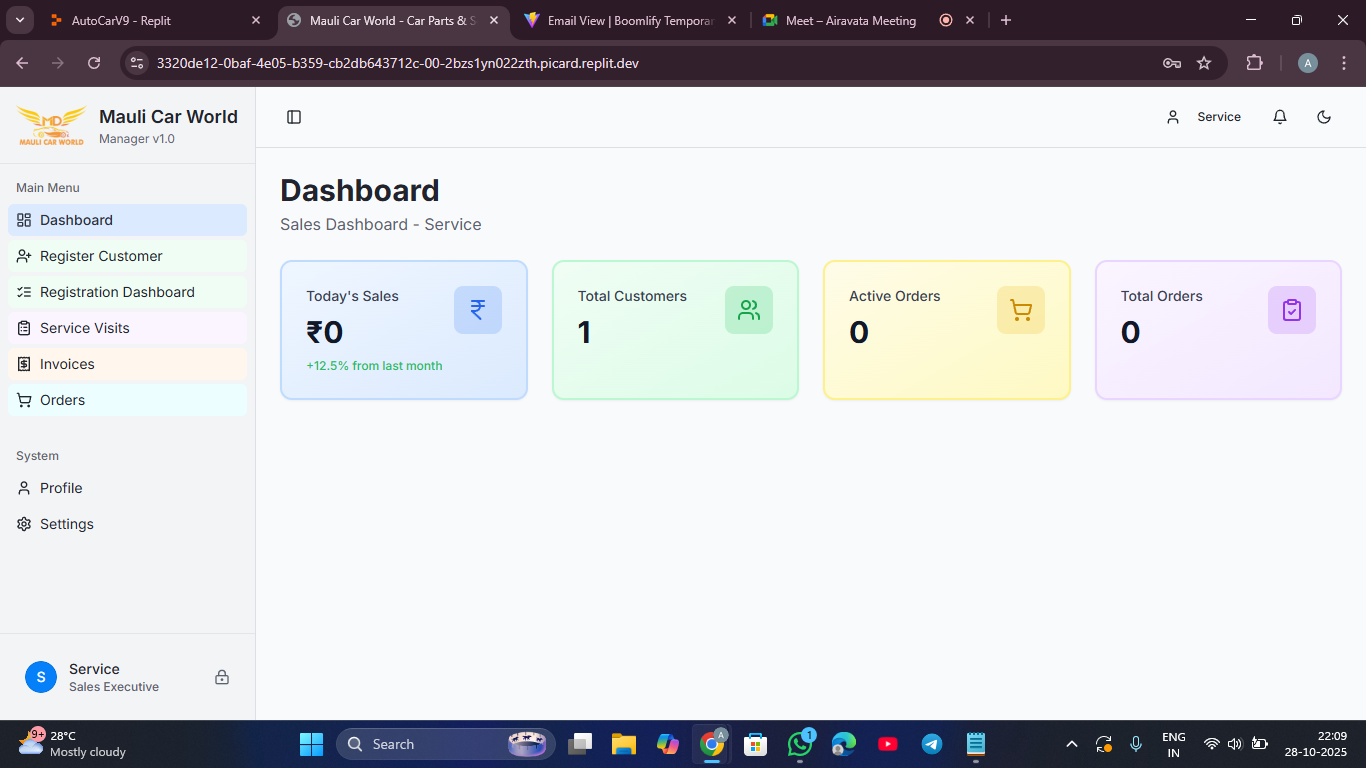 AutoCarV9 - Replit
Mauli Car World - Car Parts & S
Email View | Boomlify Temporar
Meet – Airavata Meeting
3320de12-0baf-4e05-b359-cb2db643712c-00-2bzs1yn022zth.picard.replit.dev
A
MD
MAULI CAR WORLD
Mauli Car World
Manager v1.0
Service
Main Menu
Dashboard
Register Customer
Registration Dashboard
Service Visits
Invoices
Orders
System
Profile
Settings
S
Service
Sales Executive
Dashboard
Sales Dashboard - Service
Today's Sales
₹0
+12.5% from last month
Total Customers
1
Active Orders
0
Total Orders
0
9+
28°C
Mostly cloudy
Search
A
1
ENG
IN
22:09
28-10-2025